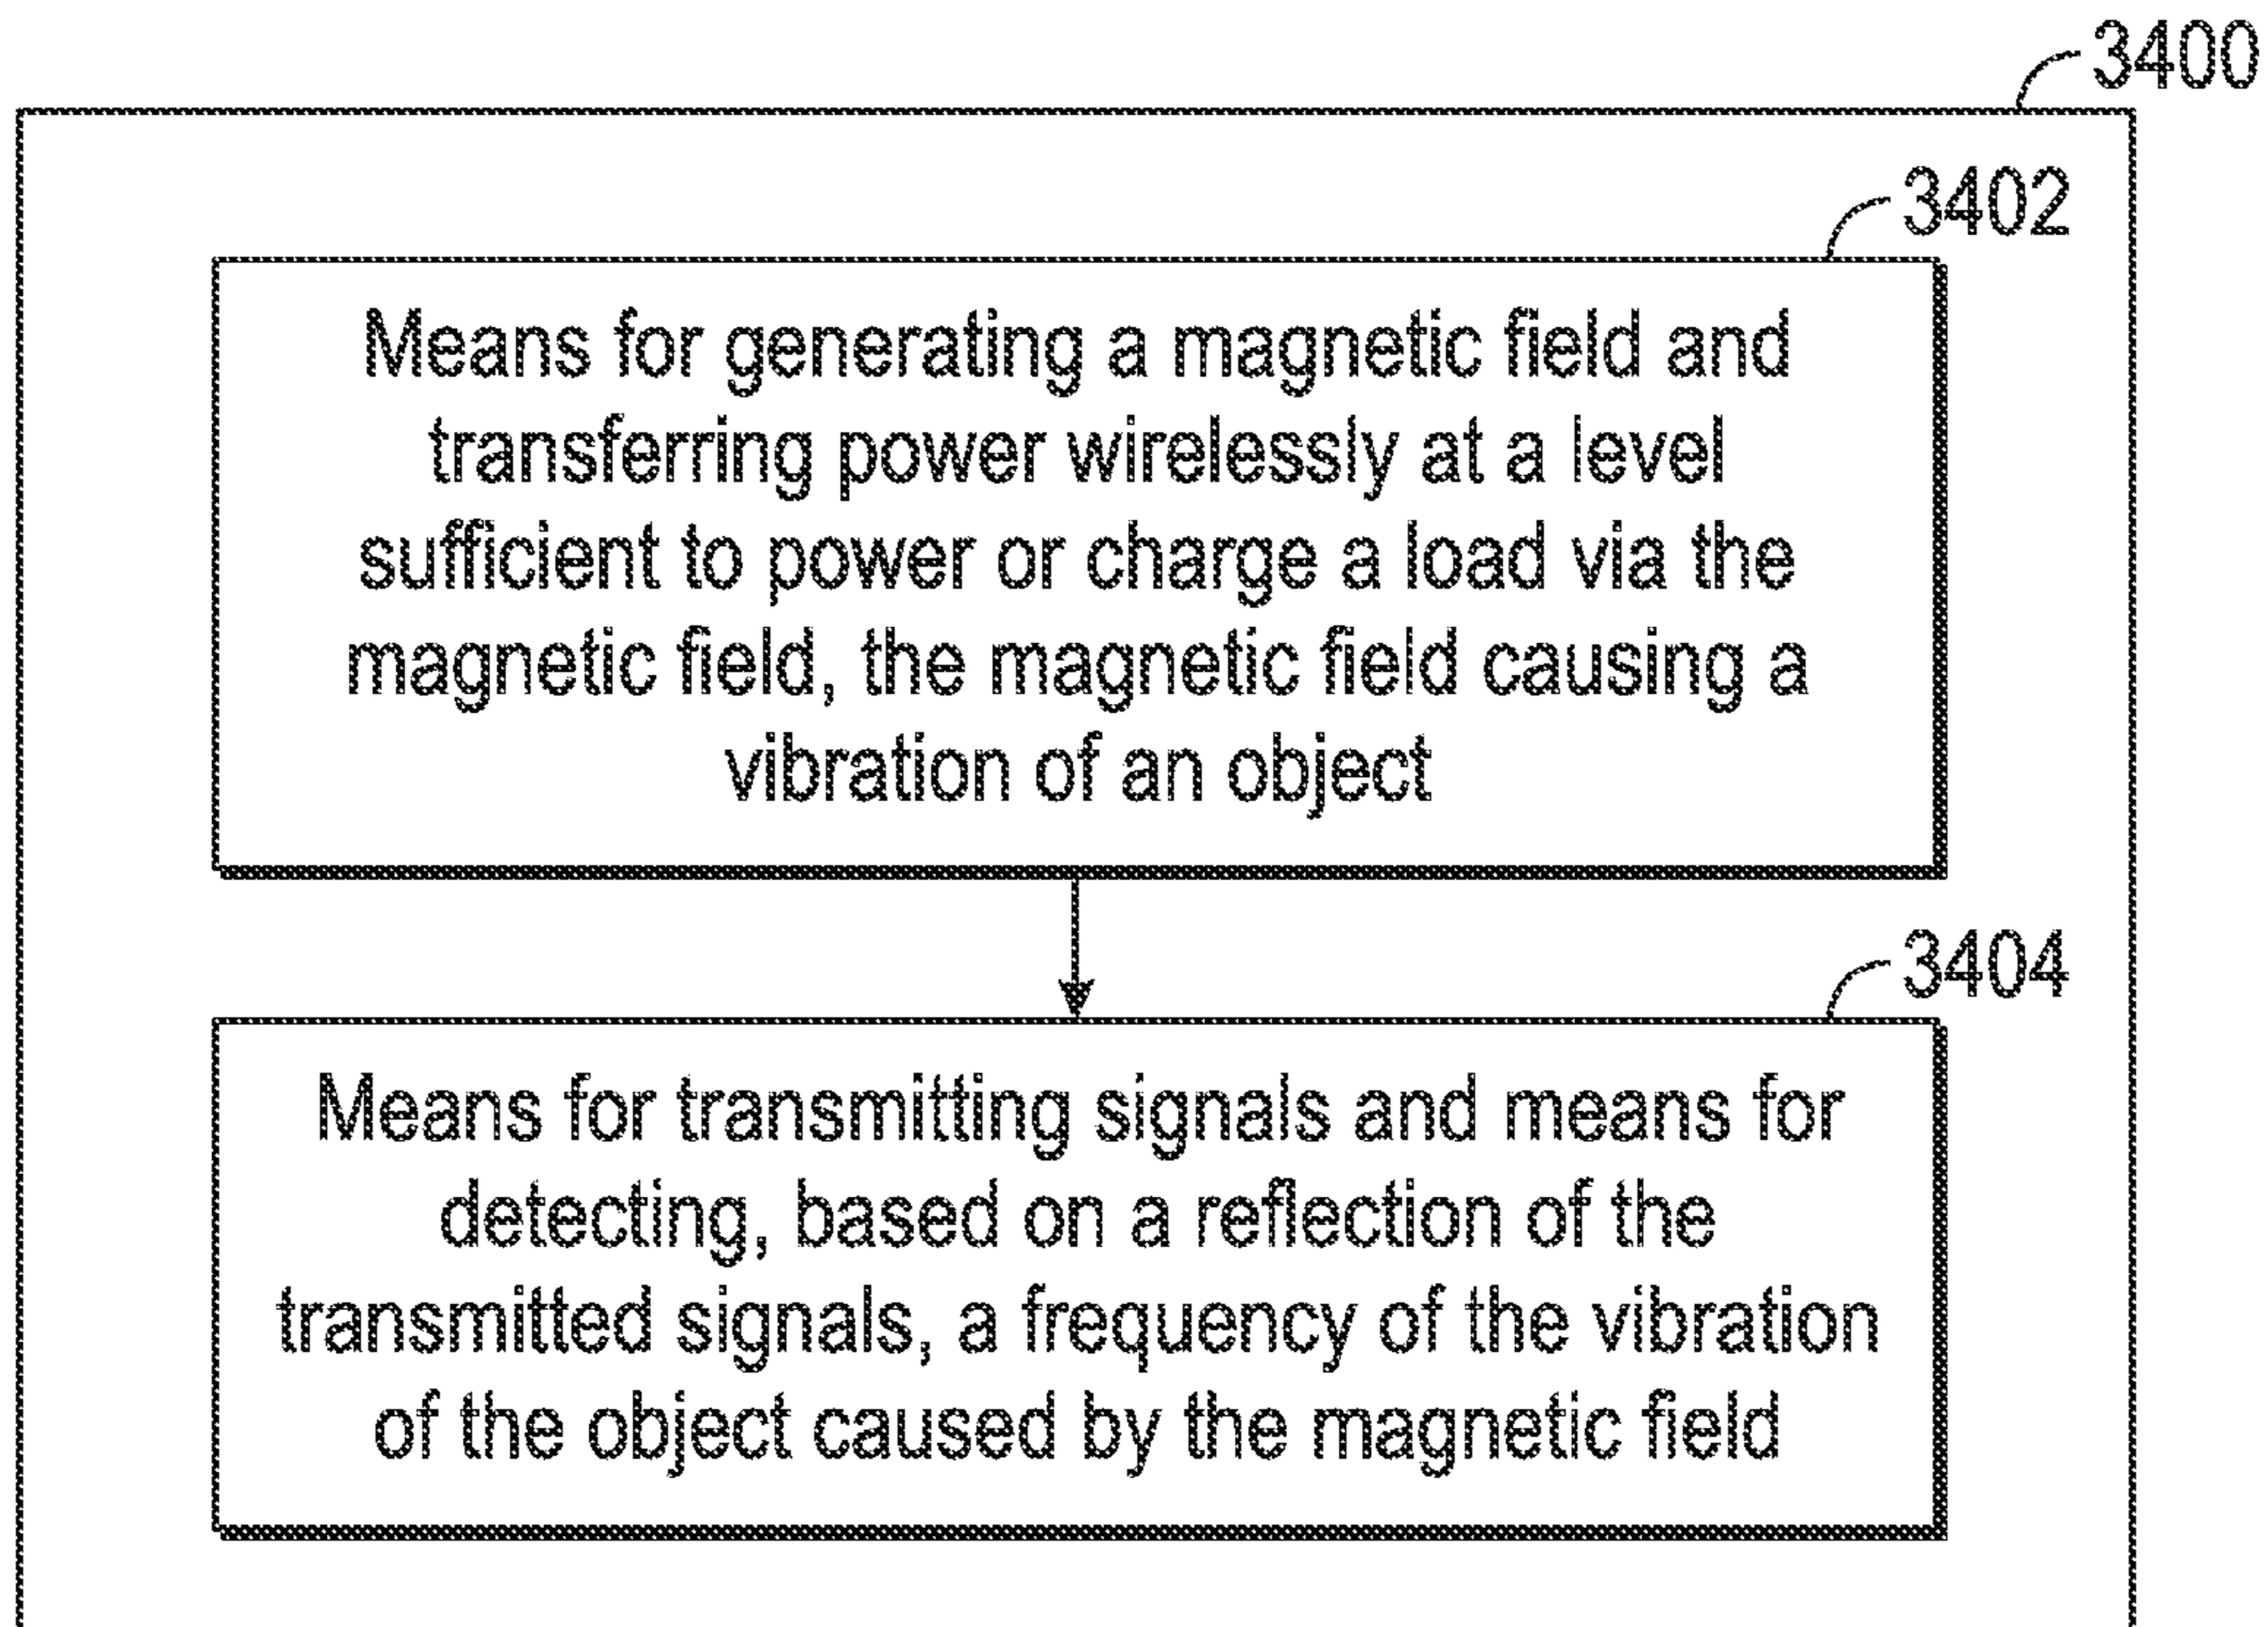 3400
3402
Means for generating a magnetic field and
transferring power wirelessly at a level
sufficient to power or charge a load via the
magnetic field, the magnetic field causing a
vibration of an object
3404
Means for transmitting signals and means for
detecting, based on a reflection of the
transmitted signals, a frequency of the vibration
of the object caused by the magnetic field